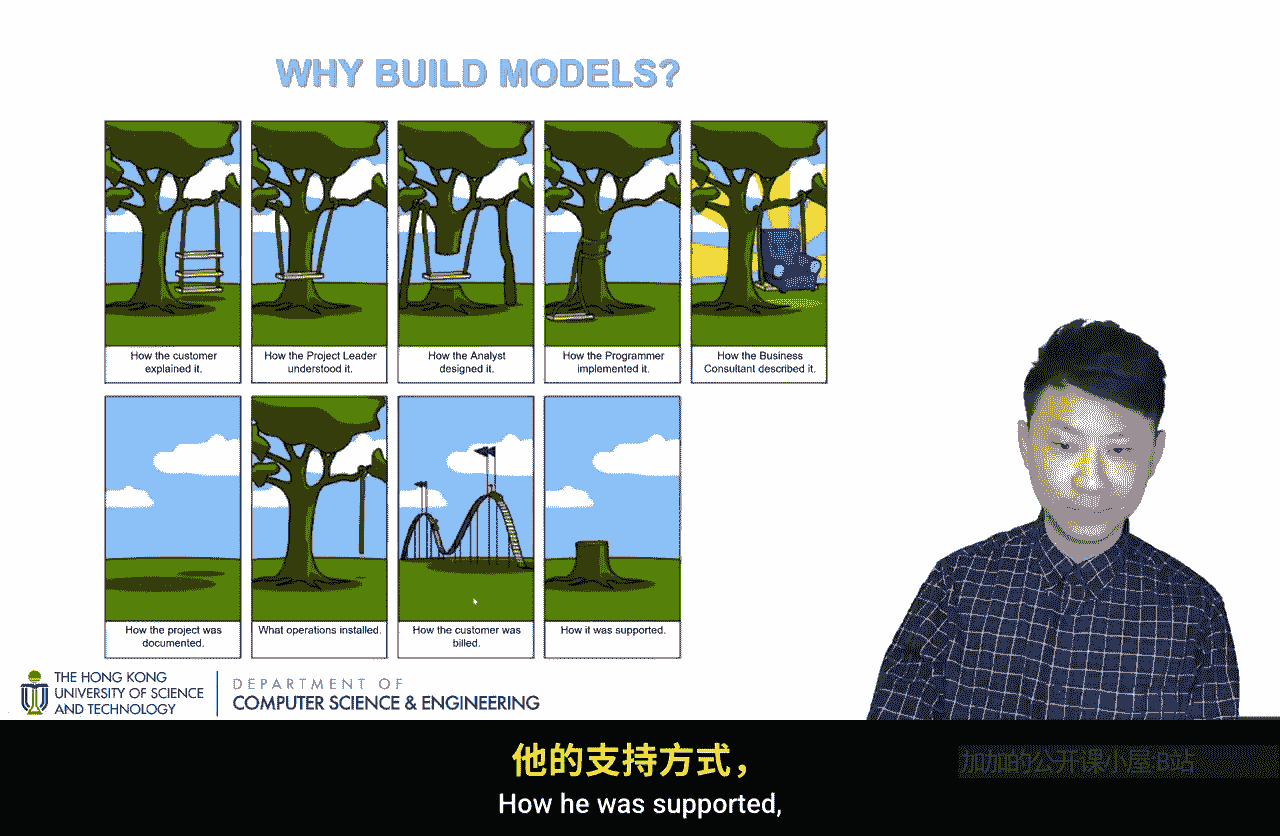 WHY BUILD MODELS?
How the customer
explained it.
How the Project Leader
understood it.
How the Analyst
designed it.
How the Programmer
implemented it.
How the Business
Consultant described it.
How the project was
documented.
What operations installed.
How the customer was
billed.
How it was supported.
THE HONG KONG
UNIVERSITY OF SCIENCE
AND TECHNOLOGY
DEPARTMENT OF
COMPUTER SCIENCE & ENGINEERING
他的支持方式，
How he was supported,
加加的公开课小屋:B站